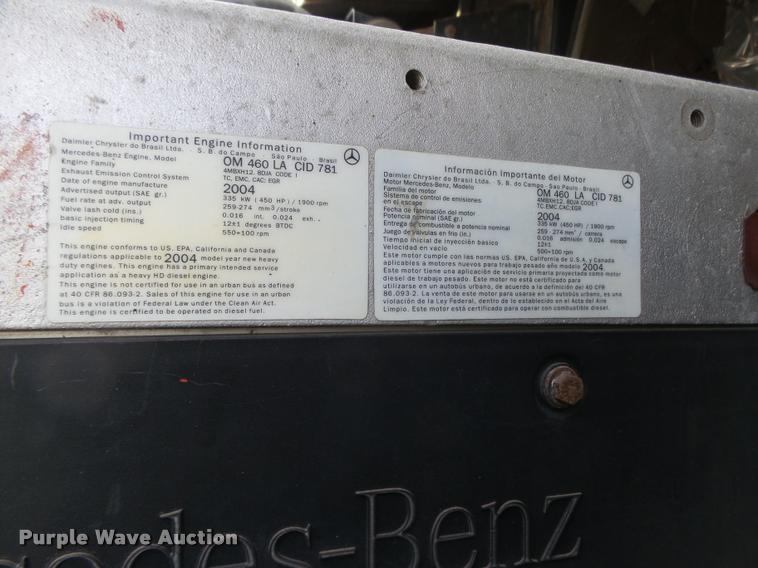 Important Engine Information
Daimler Chrysler do Brasil Ltda. - S. B. do Campo - São Paulo - Brasil
Mercedes-Benz Engine, Model OM 460 LA CID 781
Engine Family 4MBXH12. 8DJA CODE I
Exhaust Emission Control System TC, EMC, CAC; EGR
Date of engine manufacture 2004
Advertised output (SAE gr.) 335 kW (450 HP) / 1900 rpm
Fuel rate at adv. output 259-274 mm³/stroke
Valve lash cold (ins.) 0.016 int. 0.024 exh..
basic injection timing 12±1 degrees BTDC
Idle speed 550+100 rpm
This engine conforms to US. EPA, California and Canada
regulations applicable to 2004 model year new heavy
duty engines. This engine has a primary intended service
application as a heavy HD diesel engine.
This engine is not certified for use in an urban bus as defined
at 40 CFR 86.093-2. Sales of this engine for use in an urban
bus is a violation of Federal Law under the Clean Air Act.
This engine is certified to be operated on diesel fuel.
Información Importante del Motor
Daimler Chrysler do Brasil Ltda. - S. B. do Campo - São Paulo - Brasil
Motor Mercedes-Benz, Modelo OM 460 LA CID 781
Familia del motor 4MBXH12. 8DJA CODE I
Sistema de control de emisiones TC, EMC, CAC; EGR
en el escape
Fecha de fabricación del motor 2004
Potencia nominal (SAE gr.) 335 kW (450 HP) / 1900 rpm
Entrega de combustible a potencia nominal 259-274 mm³ / carrera
Juego de válvulas en frio (in.) 0.016 admisión 0.024 escape
Tiempo inicial de inyección básico 12±1
Velocidad en vacío 550+100 rpm
Este motor cumple con las normas US. EPA, California de U.S.A. y Canada
aplicables a motores nuevos para trabajo pesado año modelo 2004
Este motor tiene una aplicación de servicio primaria proyectada como motor
diesel de trabajo pesado. Este motor no está certificado para
utilizarse en un autobús urbano, de acuerdo a la definición del 40 CFR
86.093-2. La venta de este motor para usarse en un autobús urbano, es una
violación de la Ley Federal, dentro de lo establecido en el Acta del Aire
Limpio. Este motor está certificado para operar con combustible diesel.
Mercedes-Benz
Purple Wave Auction